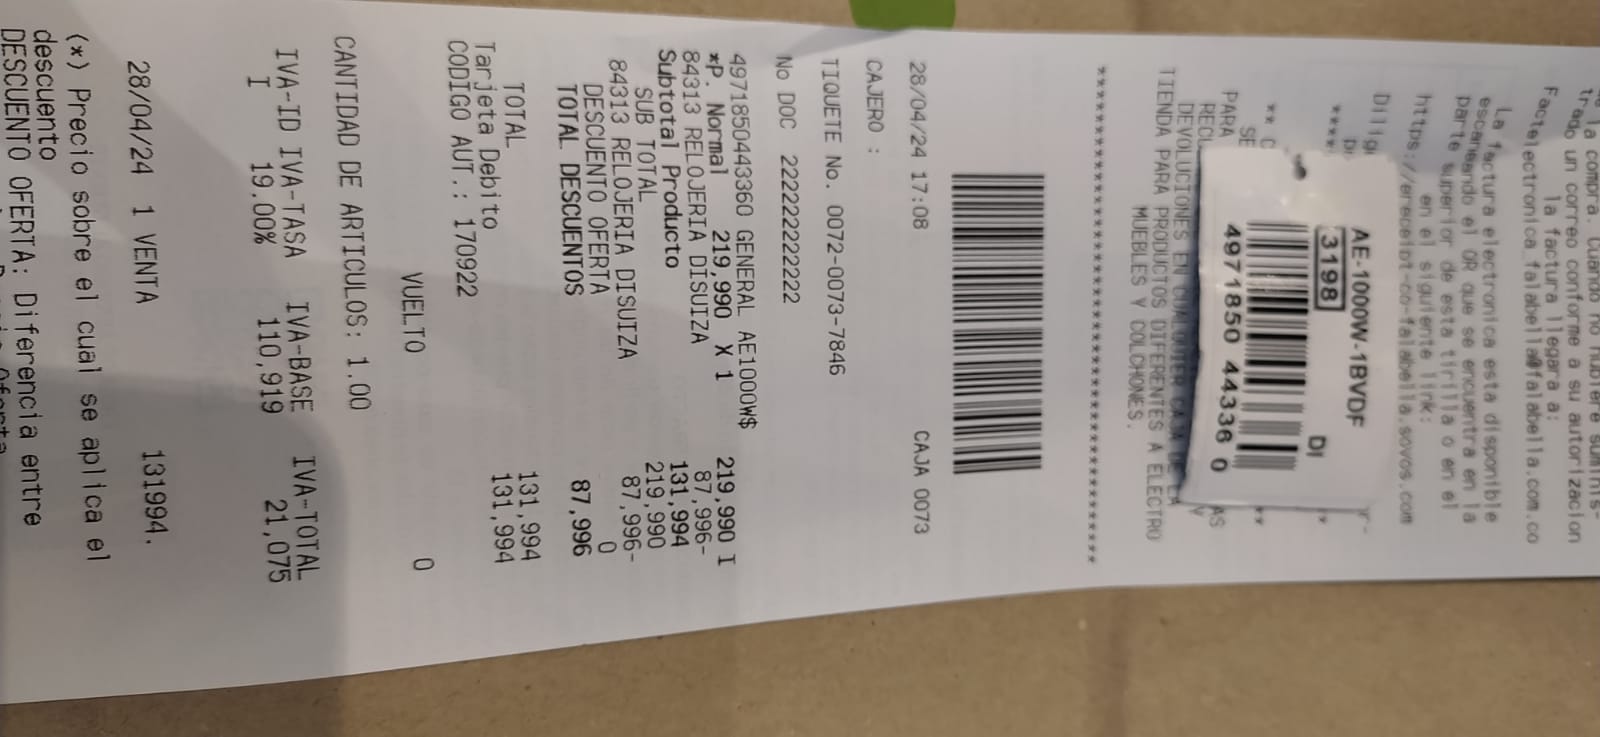 la compra. Cuando no hubiere suminis-
trado un correo conforme a su autorizacion
la factura llegara a:
Factelectronica_falabella@falabella.com.co
La factura electronica esta disponible
escaneando el QR que se encuentra en la
parte superior de esta tirilla o en el
en el siguiente link:
https://ereceipt-co-falabella.sovos.com
AE-1000W-1BVDF
3198 DI
4971850 44336 0
PARA
DEVOLUCIONES EN CUALQUIER CAJA DE LA
TIENDA PARA PRODUCTOS DIFERENTES A ELECTRO
MUEBLES Y COLCHONES.
****************************************
28/04/24 17:08 CAJA 0073
CAJERO :
TIQUETE No. 0072-0073-7846
No DOC 222222222222
4971850443360 GENERAL AE1000W$ 219,990 I
*P. Normal 219,990 X 1
84313 RELOJERIA DISUIZA 87,996-
Subtotal Producto 131,994
SUB TOTAL 219,990
84313 RELOJERIA DISUIZA 87,996-
DESCUENTO OFERTA 0
TOTAL DESCUENTOS 87,996
TOTAL 131,994
Tarjeta Debito 131,994
CODIGO AUT.: 170922
VUELTO 0
CANTIDAD DE ARTICULOS: 1.00
IVA-ID IVA-TASA IVA-BASE IVA-TOTAL
I 19.00% 110,919 21,075
28/04/24 1 VENTA 131994.
(*) Precio sobre el cual se aplica el
descuento
DESCUENTO OFERTA: Diferencia entre